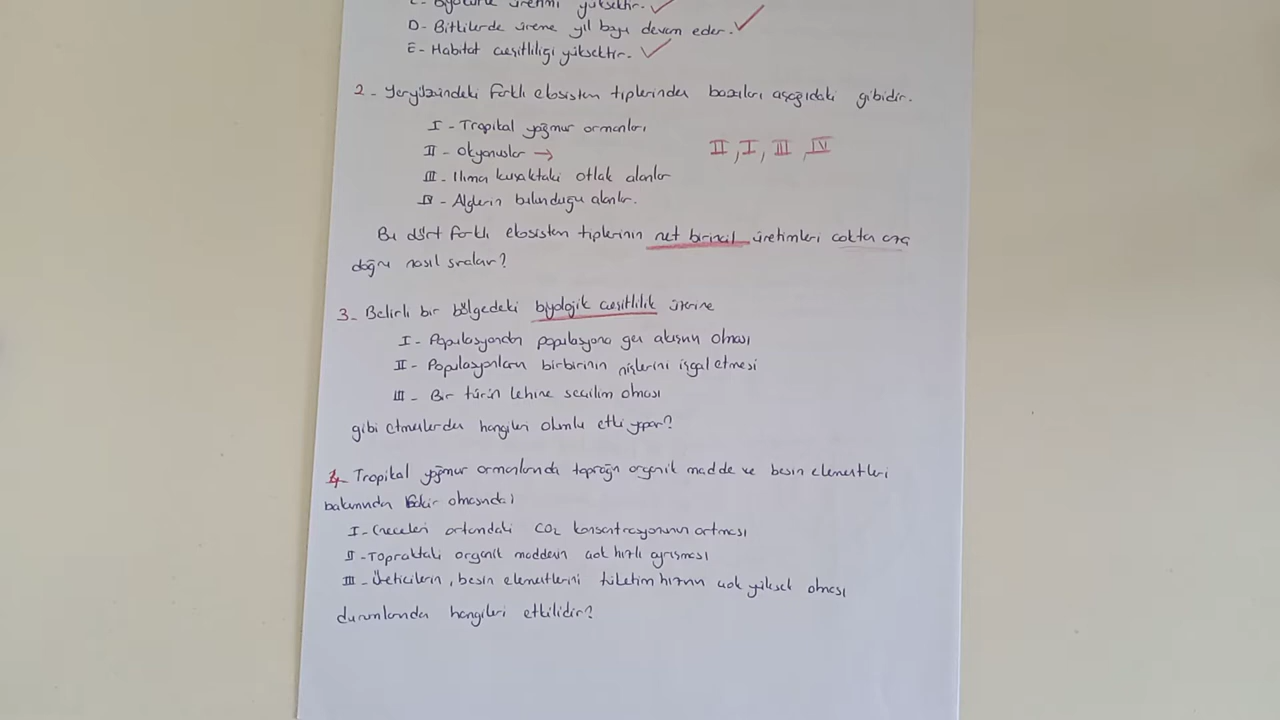 yüksektir.
D- Bitkilerde üreme yıl boyu devam eder.
E- Habitat çeşitliliği yüksektir.
2- Yeryüzündeki farklı ekosistem tiplerinden bazıları aşağıdaki gibidir.
I - Tropikal yağmur ormanları
II - Okyanuslar →
II, I, III, IV
III - Ilıman kuşaktaki otlak alanlar
IV - Alglerin bulunduğu alanlar.
Bu dört farklı ekosistem tiplerinin net birincil üretimleri çoktan aza
doğru nasıl sıralar?
3- Belirli bir bölgedeki biyolojik çeşitlilik üzerine
I - Populasyondan populasyona gen akışının olması
II - Populasyonların birbirinin nişlerini işgal etmesi
III - Bir türün lehine seçilim olması
gibi etmenlerden hangileri olumlu etki yapar?
4- Tropikal yağmur ormanlarında toprağın organik madde ve besin elementleri
bakımından fakir olmasında;
I - Geceleri ortamdaki CO2 konsantrasyonunun artması
II - Topraktaki organik maddenin çok hızlı ayrışması
III - Üreticilerin, besin elementlerini tüketim hızının çok yüksek olması
durumlarından hangileri etkilidir?